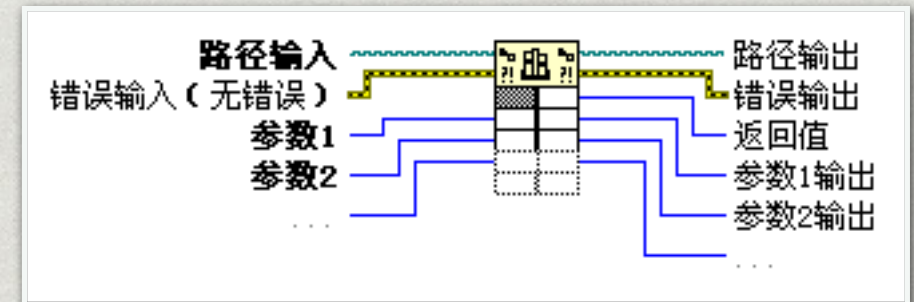 路径输入
错误输入(无错误)
参数1
参数2
...
路径输出
错误输出
返回值
参数1输出
参数2输出
...
?!
?!